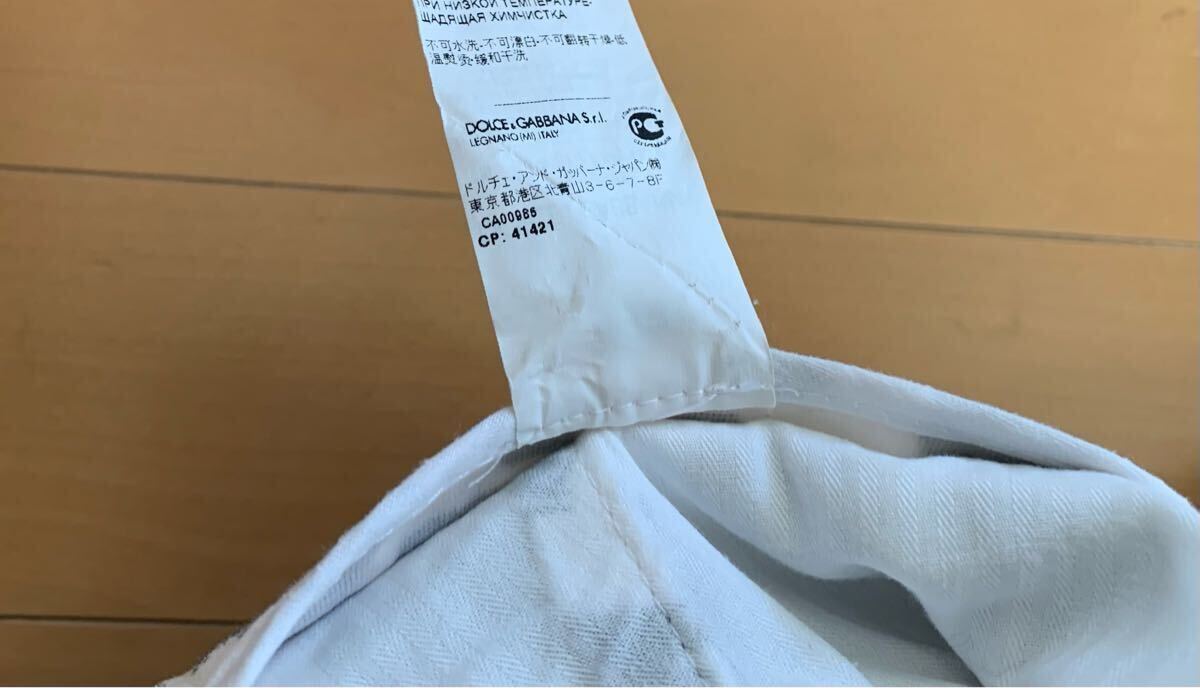 ПРИ НИЗКОЙ ТЕМПЕРАТУРЕ-
ЩАДЯЩАЯ ХИМЧИСТКА
不可水洗-不可漂白-不可翻转干燥-低
温熨烫-缓和干洗
DOLCE&GABBANA S.r.l.
LEGNANO (MI) ITALY
ドルチェ・アンド・ガッバーナ・ジャパン㈱
東京都港区北青山3-6-7-8F
CA00986
CP: 41421